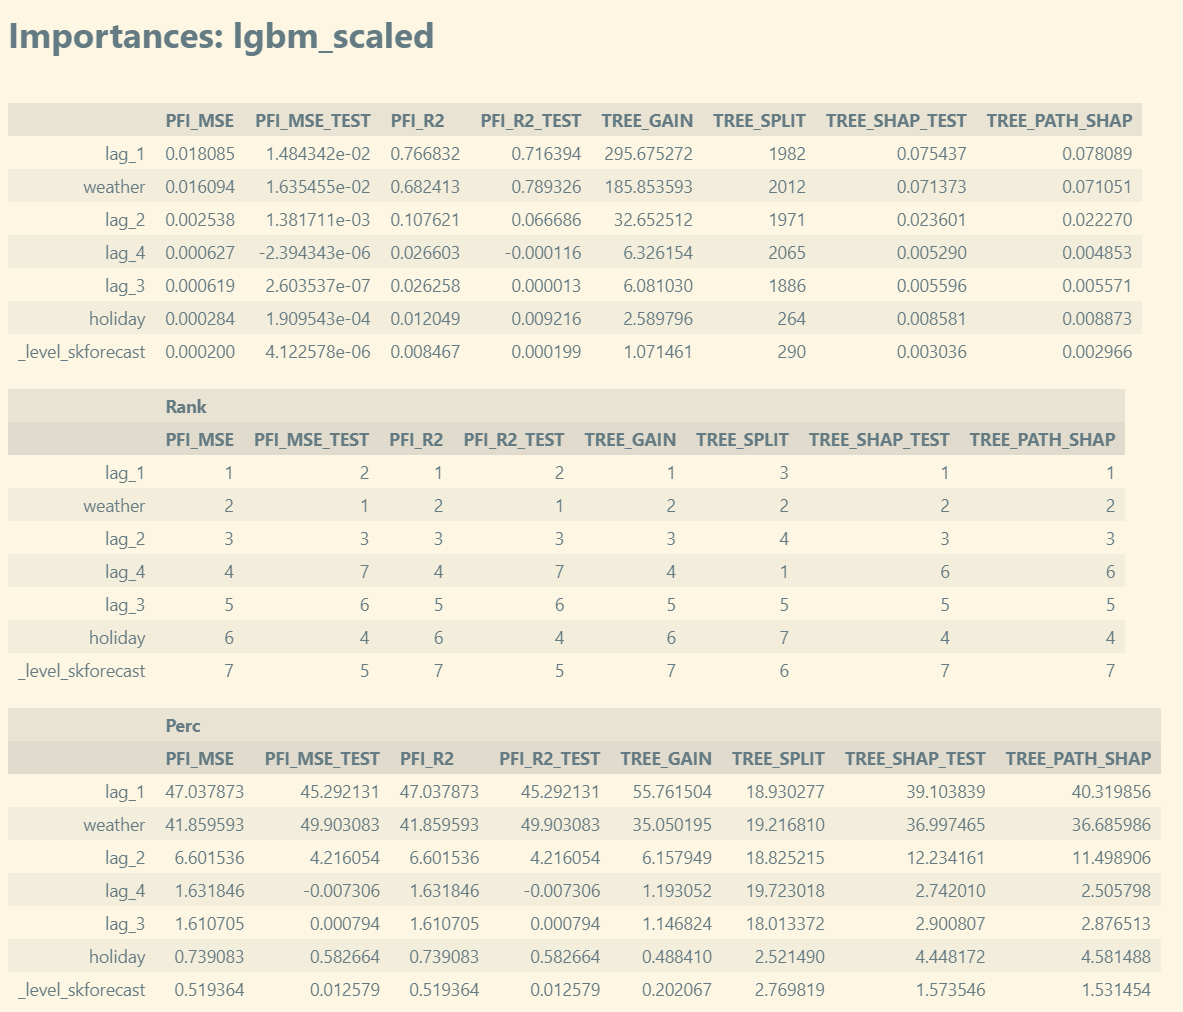 Importances: lgbm_scaled
PFI_MSE PFI_MSE_TEST PFI_R2 PFI_R2_TEST TREE_GAIN TREE_SPLIT TREE_SHAP_TEST TREE_PATH_SHAP
lag_1 0.018085 1.484342e-02 0.766832 0.716394 295.675272 1982 0.075437 0.078089
weather 0.016094 1.635455e-02 0.682413 0.789326 185.853593 2012 0.071373 0.071051
lag_2 0.002538 1.381711e-03 0.107621 0.066686 32.652512 1971 0.023601 0.022270
lag_4 0.000627 -2.394343e-06 0.026603 -0.000116 6.326154 2065 0.005290 0.004853
lag_3 0.000619 2.603537e-07 0.026258 0.000013 6.081030 1886 0.005596 0.005571
holiday 0.000284 1.909543e-04 0.012049 0.009216 2.589796 264 0.008581 0.008873
_level_skforecast 0.000200 4.122578e-06 0.008467 0.000199 1.071461 290 0.003036 0.002966
Rank
PFI_MSE PFI_MSE_TEST PFI_R2 PFI_R2_TEST TREE_GAIN TREE_SPLIT TREE_SHAP_TEST TREE_PATH_SHAP
lag_1 1 2 1 2 1 3 1 1
weather 2 1 2 1 2 2 2 2
lag_2 3 3 3 3 3 4 3 3
lag_4 4 7 4 7 4 1 6 6
lag_3 5 6 5 6 5 5 5 5
holiday 6 4 6 4 6 7 4 4
_level_skforecast 7 5 7 5 7 6 7 7
Perc
PFI_MSE PFI_MSE_TEST PFI_R2 PFI_R2_TEST TREE_GAIN TREE_SPLIT TREE_SHAP_TEST TREE_PATH_SHAP
lag_1 47.037873 45.292131 47.037873 45.292131 55.761504 18.930277 39.103839 40.319856
weather 41.859593 49.903083 41.859593 49.903083 35.050195 19.216810 36.997465 36.685986
lag_2 6.601536 4.216054 6.601536 4.216054 6.157949 18.825215 12.234161 11.498906
lag_4 1.631846 -0.007306 1.631846 -0.007306 1.193052 19.723018 2.742010 2.505798
lag_3 1.610705 0.000794 1.610705 0.000794 1.146824 18.013372 2.900807 2.876513
holiday 0.739083 0.582664 0.739083 0.582664 0.488410 2.521490 4.448172 4.581488
_level_skforecast 0.519364 0.012579 0.519364 0.012579 0.202067 2.769819 1.573546 1.531454